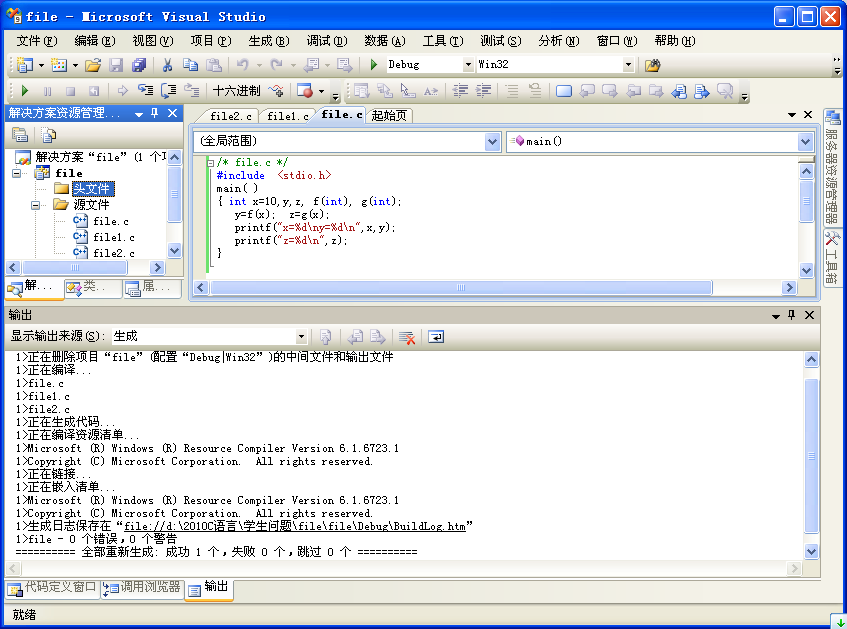 file - Microsoft Visual Studio
文件(F) 编辑(E) 视图(V) 项目(P) 生成(B) 调试(D) 数据(A) 工具(T) 测试(S) 分析(N) 窗口(W) 帮助(H)
Debug Win32
十六进制
解决方案资源管理...
file2.c file1.c file.c 起始页
(全局范围) main()
解决方案“file” (1 个项
file
头文件
源文件
file.c
file1.c
file2.c
/* file.c */
#include <stdio.h>
main( )
{ int x=10,y,z, f(int), g(int);
y=f(x); z=g(x);
printf("x=%d\ny=%d\n",x,y);
printf("z=%d\n",z);
}
解... 类... 属...
服务器资源管理器
工具箱
输出
显示输出来源(S): 生成
1>正在删除项目“file”(配置“Debug|Win32”)的中间文件和输出文件
1>正在编译...
1>file.c
1>file1.c
1>file2.c
1>正在生成代码...
1>正在编译资源清单...
1>Microsoft (R) Windows (R) Resource Compiler Version 6.1.6723.1
1>Copyright (C) Microsoft Corporation.  All rights reserved.
1>正在链接...
1>正在嵌入清单...
1>Microsoft (R) Windows (R) Resource Compiler Version 6.1.6723.1
1>Copyright (C) Microsoft Corporation.  All rights reserved.
1>生成日志保存在“file://d:\2010C语言\学生问题\file\file\Debug\BuildLog.htm”
1>file - 0 个错误，0 个警告
========== 全部重新生成: 成功 1 个，失败 0 个，跳过 0 个 ==========
代码定义窗口 调用浏览器 输出
就绪